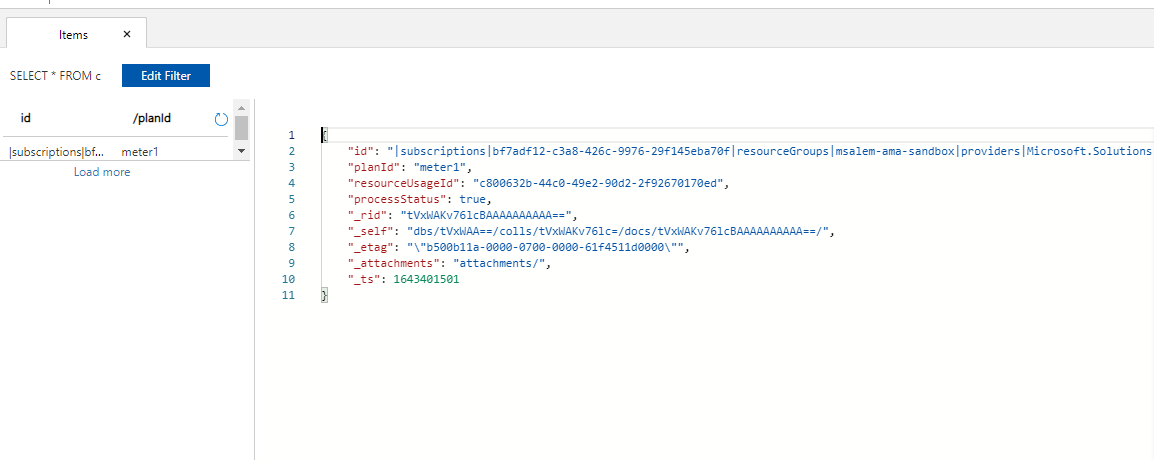 Items ×
SELECT * FROM c Edit Filter
id /planId
|subscriptions|bf... meter1
Load more
1 {
2 "id": "|subscriptions|bf7adf12-c3a8-426c-9976-29f145eba70f|resourceGroups|msalem-ama-sandbox|providers|Microsoft.Solutions
3 "planId": "meter1",
4 "resourceUsageId": "c800632b-44c0-49e2-90d2-2f92670170ed",
5 "processStatus": true,
6 "_rid": "tVxWAKv76lcBAAAAAAAAAA==",
7 "_self": "dbs/tVxWAA==/colls/tVxWAKv76lc=/docs/tVxWAKv76lcBAAAAAAAAAA==/",
8 "_etag": "\"b500b11a-0000-0700-0000-61f4511d0000\"",
9 "_attachments": "attachments/",
10 "_ts": 1643401501
11 }